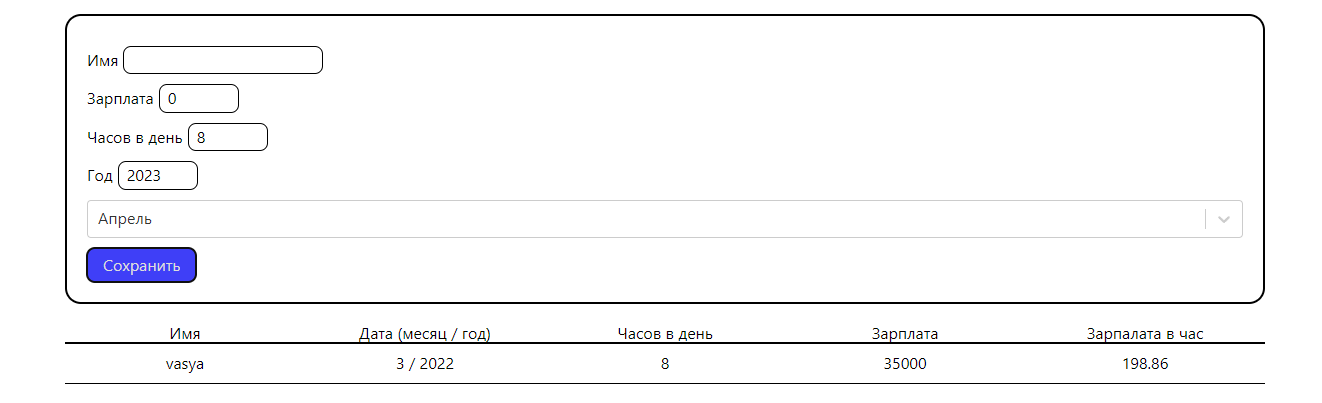 Имя
Зарплата 0
Часов в день 8
Год 2023
Апрель
Сохранить
Имя Дата (месяц / год) Часов в день Зарплата Зарпалата в час
vasya 3 / 2022 8 35000 198.86